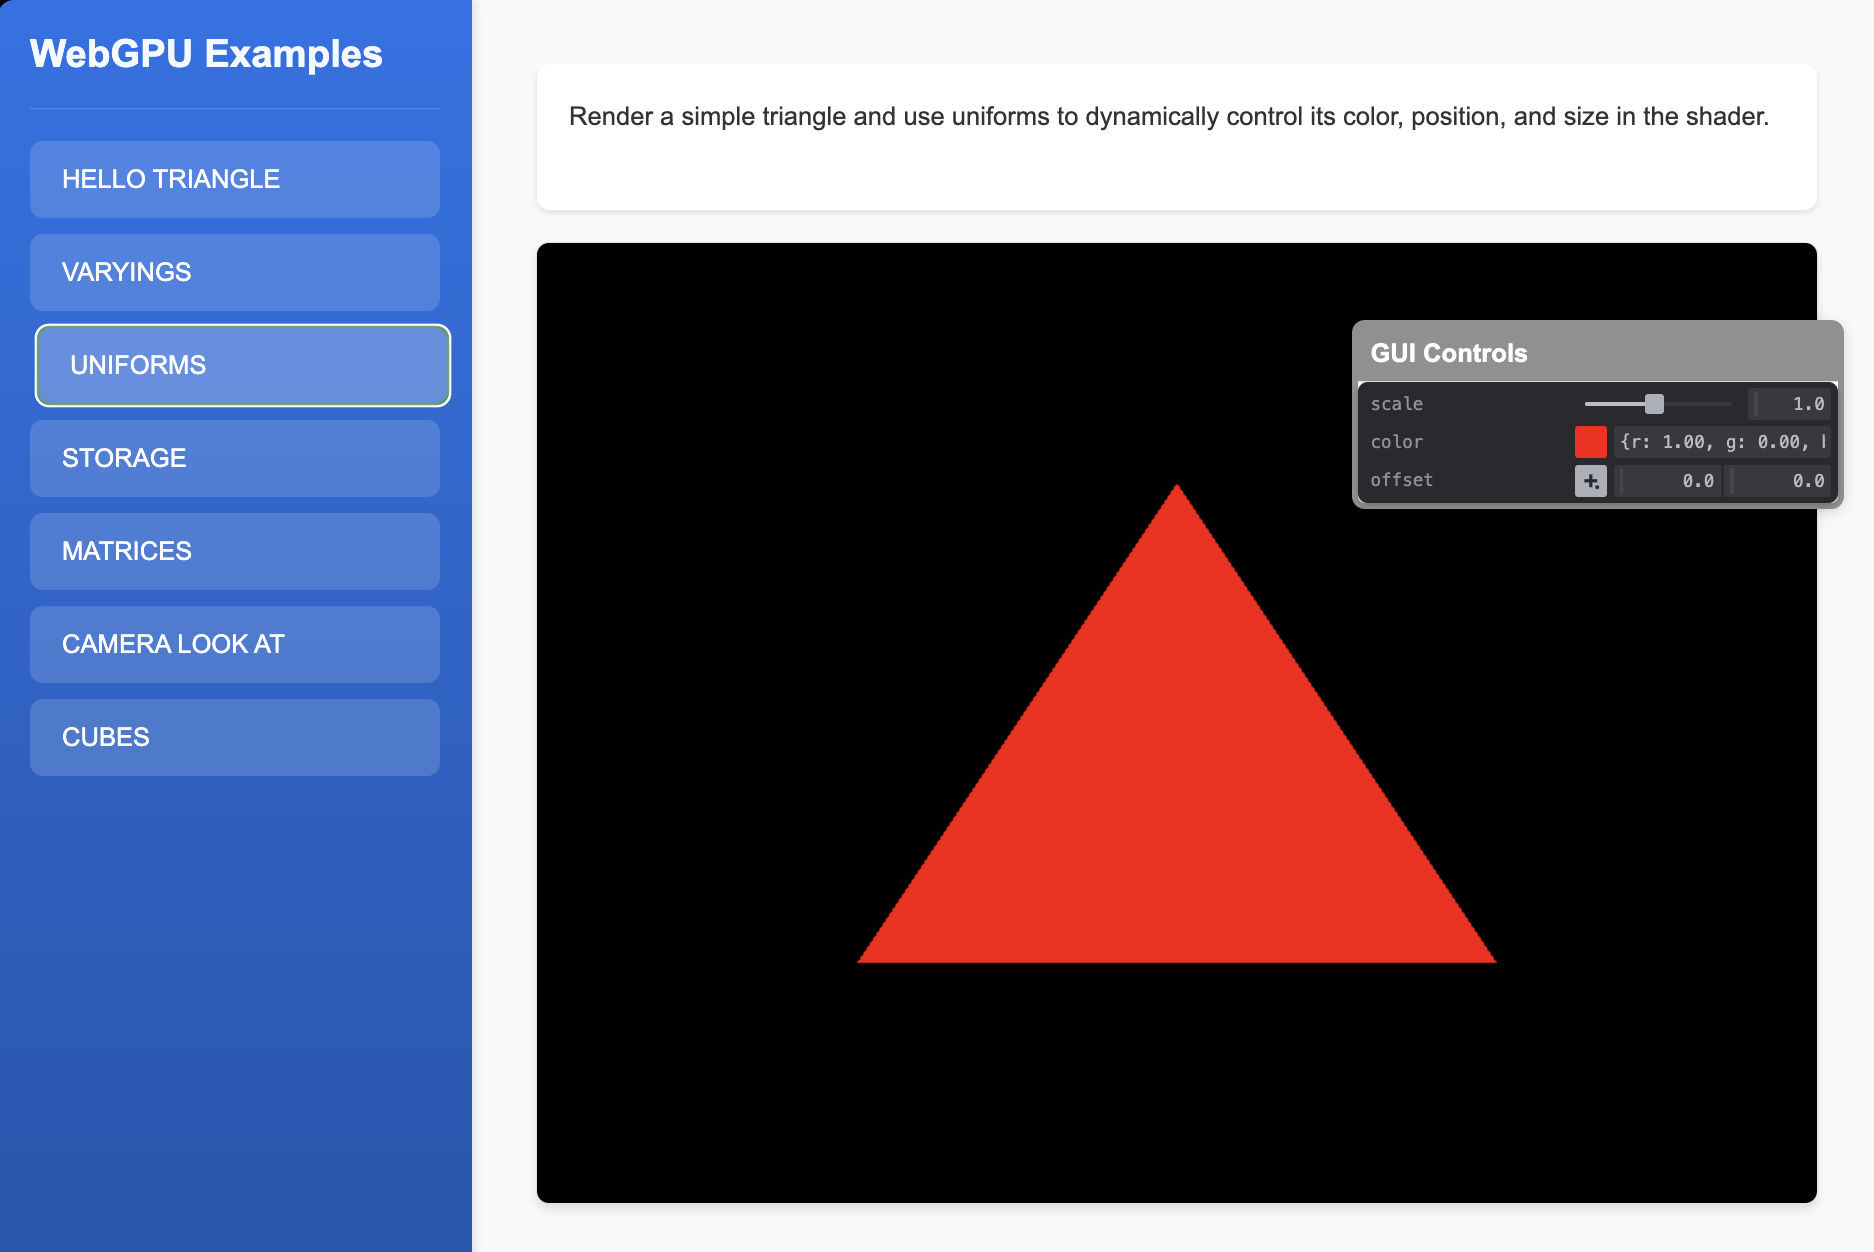 WebGPU Examples
HELLO TRIANGLE
VARYINGS
UNIFORMS
STORAGE
MATRICES
CAMERA LOOK AT
CUBES
Render a simple triangle and use uniforms to dynamically control its color, position, and size in the shader.
GUI Controls
scale 1.0
color {r: 1.00, g: 0.00,
offset 0.0 0.0